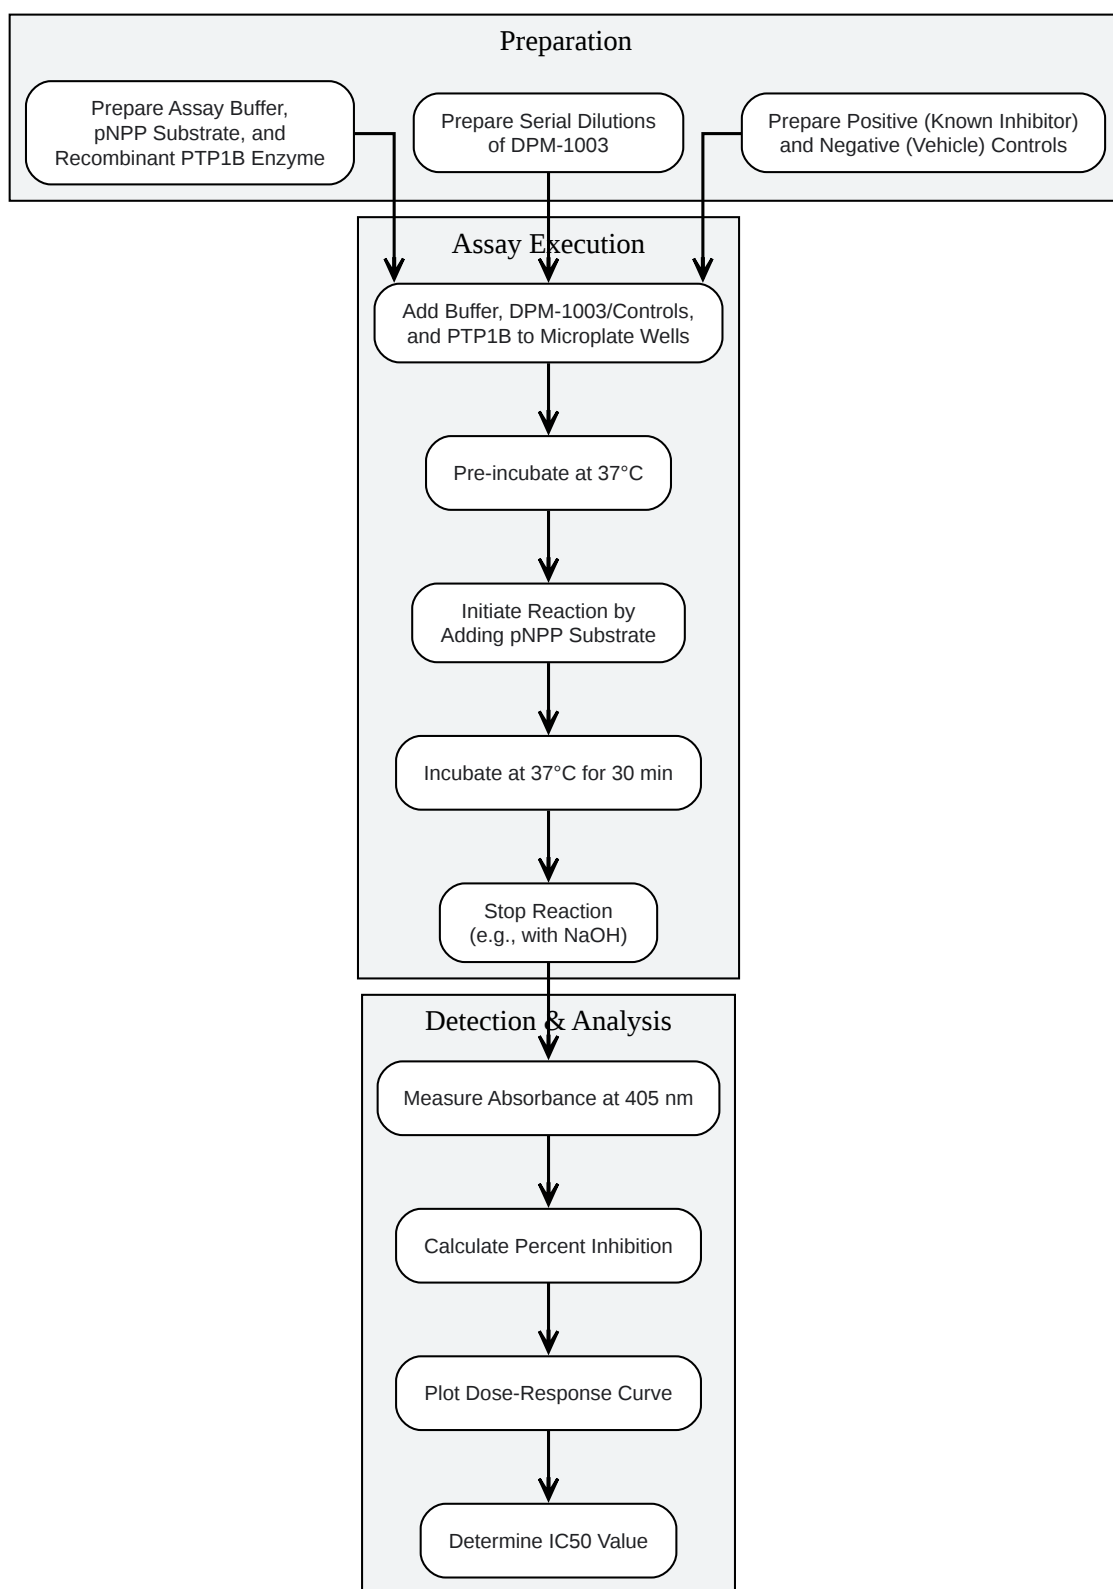 Preparation
Prepare Assay Buffer,
pNPP Substrate, and
Recombinant PTP1B Enzyme
Prepare Serial Dilutions
of DPM-1003
Prepare Positive (Known Inhibitor)
and Negative (Vehicle) Controls
Assay Execution
Add Buffer, DPM-1003/Controls,
and PTP1B to Microplate Wells
Pre-incubate at 37°C
Initiate Reaction by
Adding pNPP Substrate
Incubate at 37°C for 30 min
Stop Reaction
(e.g., with NaOH)
Detection & Analysis
Measure Absorbance at 405 nm
Calculate Percent Inhibition
Plot Dose-Response Curve
Determine IC50 Value